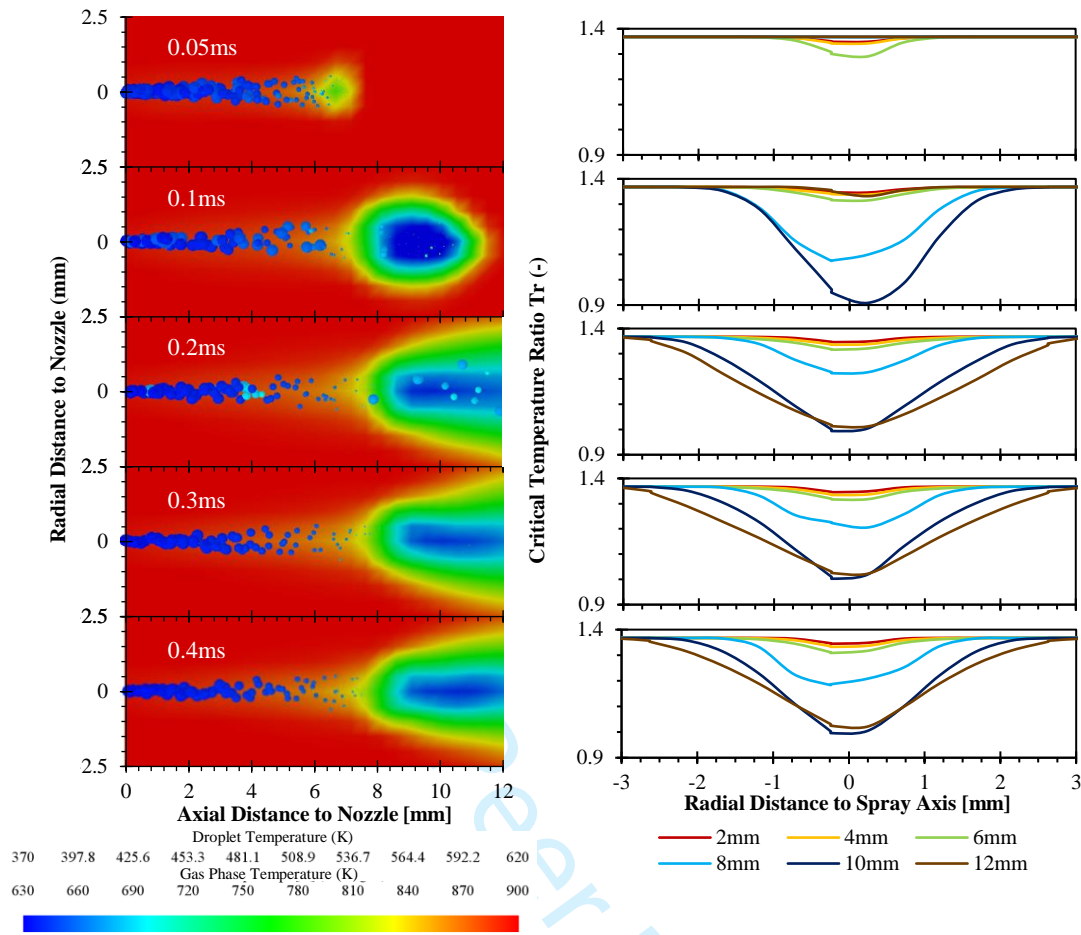 2.5
0.05ms
0
2.5
0.1ms
0
2.5
0.2ms
0
2.5
0.3ms
0
2.5
0.4ms
0
2.5
0 2 4 6 8 10 12
Radial Distance to Nozzle (mm)
Axial Distance to Nozzle [mm]
Droplet Temperature (K)
370 397.8 425.6 453.3 481.1 508.9 536.7 564.4 592.2 620
Gas Phase Temperature (K)
630 660 690 720 750 780 810 840 870 900
1.4
0.9
1.4
0.9
1.4
0.9
1.4
0.9
1.4
0.9
Critical Temperature Ratio Tr (-)
-3 -2 -1 0 1 2 3
Radial Distance to Spray Axis [mm]
2mm 4mm 6mm
8mm 10mm 12mm